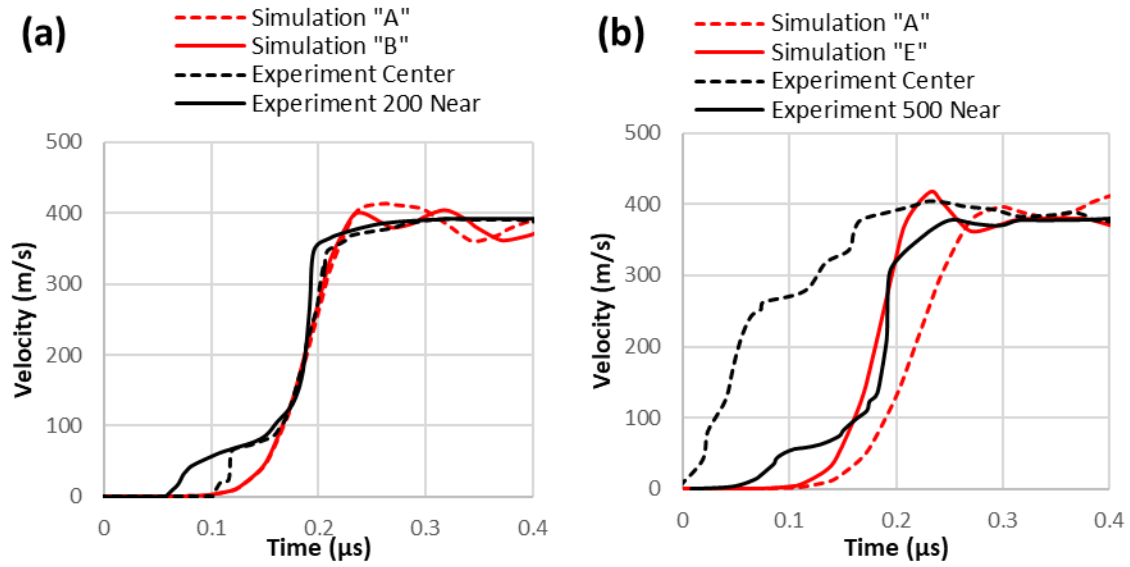 (a)
Simulation "A"
Simulation "B"
Experiment Center
Experiment 200 Near
500
400
300
200
100
0
Velocity (m/s)
0
0.1
0.2
0.3
0.4
Time (μs)
(b)
Simulation "A"
Simulation "E"
Experiment Center
Experiment 500 Near
500
400
300
200
100
0
Velocity (m/s)
0
0.1
0.2
0.3
0.4
Time (μs)